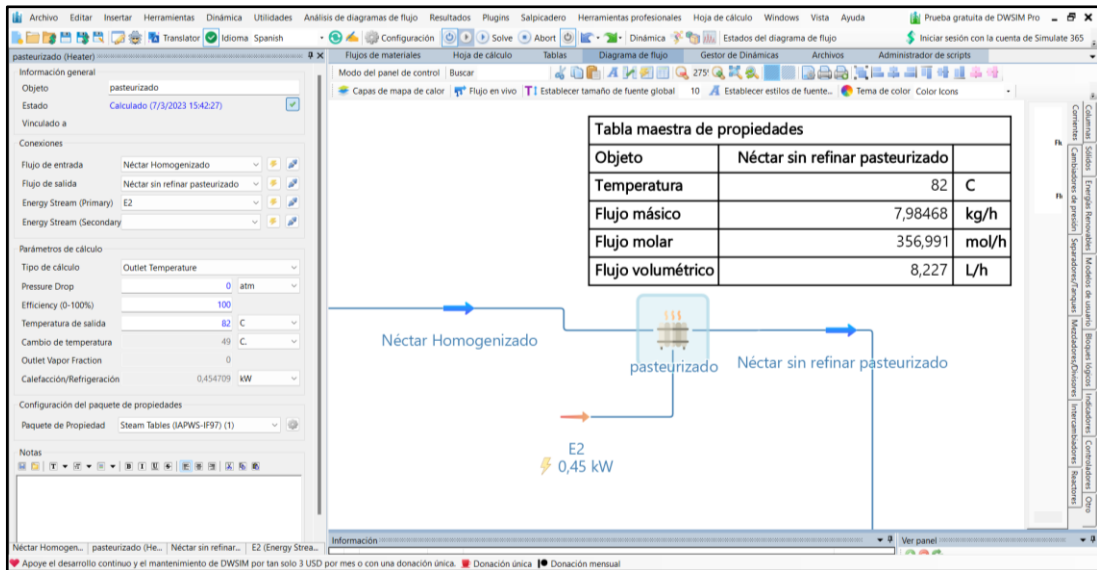 Archivo Editar Insertar Herramientas Dinámica Utilidades Análisis de diagramas de flujo Resultados Plugins Salpicadero Herramientas profesionales Hoja de cálculo Windows Vista Ayuda Prueba gratuita de DWSIM Pro
Translator Idioma Spanish Configuración Solve Abort Dinámica Estados del diagrama de flujo Iniciar sesión con la cuenta de Simulate 365
pasteurizado (Heater)
Información general
Objeto pasteurizado
Estado Calculado (7/3/2023 15:42:27)
Vinculado a
Conexiones
Flujo de entrada Néctar Homogenizado
Flujo de salida Néctar sin refinar pasteurizado
Energy Stream (Primary) E2
Energy Stream (Secondary
Parámetros de cálculo
Tipo de cálculo Outlet Temperature
Pressure Drop 0 atm
Efficiency (0-100%) 100
Temperatura de salida 82 C
Cambio de temperatura 49 C.
Outlet Vapor Fraction 0
Calefacción/Refrigeración 0,454709 kW
Configuración del paquete de propiedades
Paquete de Propiedad Steam Tables (IAPWS-IF97) (1)
Notas
Néctar Homogen... pasteurizado (He... Néctar sin refinar... E2 (Energy Strea...
Flujos de materiales Hoja de cálculo Tablas Diagrama de flujo Gestor de Dinámicas Archivos Administrador de scripts
Modo del panel de control Buscar 275%
Capas de mapa de calor Flujo en vivo Establecer tamaño de fuente global 10 Establecer estilos de fuente... Tema de color Color Icons
Tabla maestra de propiedades
Objeto Néctar sin refinar pasteurizado
Temperatura 82 C
Flujo másico 7,98468 kg/h
Flujo molar 356,991 mol/h
Flujo volumétrico 8,227 L/h
Néctar Homogenizado
pasteurizado
Néctar sin refinar pasteurizado
E2
0,45 kW
Columnas Sólidos Energías Renovables Modelos de usuario Bloques lógicos Indicadores Controladores Otro
Corrientes Cambiadores de presión Separadores/Tanques Mezcladores/Divisores Intercambiadores Reactores
Información Ver panel
Apoye el desarrollo continuo y el mantenimiento de DWSIM por tan solo 3 USD por mes o con una donación única. Donación única Donación mensual